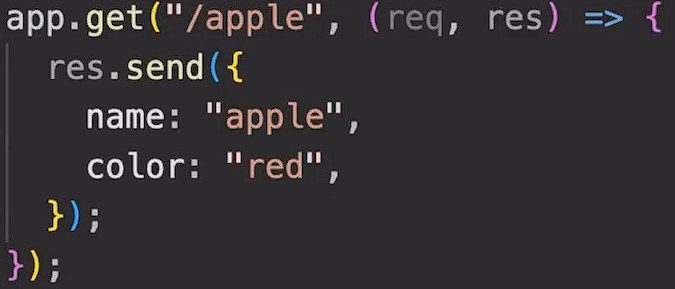 app.get("/apple", (req, res) => {
  res.send({
    name: "apple",
    color: "red",
  });
});